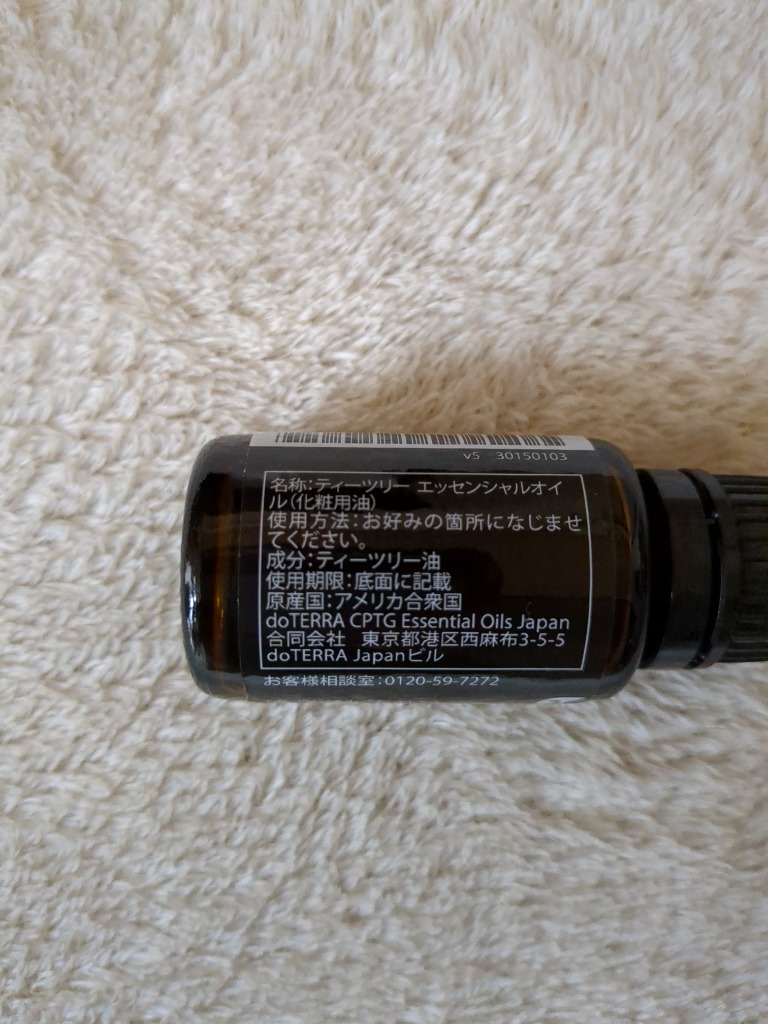 v5 30150103
名称:ティーツリー エッセンシャルオイ
ル(化粧用油)
使用方法:お好みの箇所になじませ
てください。
成分:ティーツリー油
使用期限:底面に記載
原産国:アメリカ合衆国
doTERRA CPTG Essential Oils Japan
合同会社 東京都港区西麻布3-5-5
doTERRA Japanビル
お客様相談室:0120-59-7272